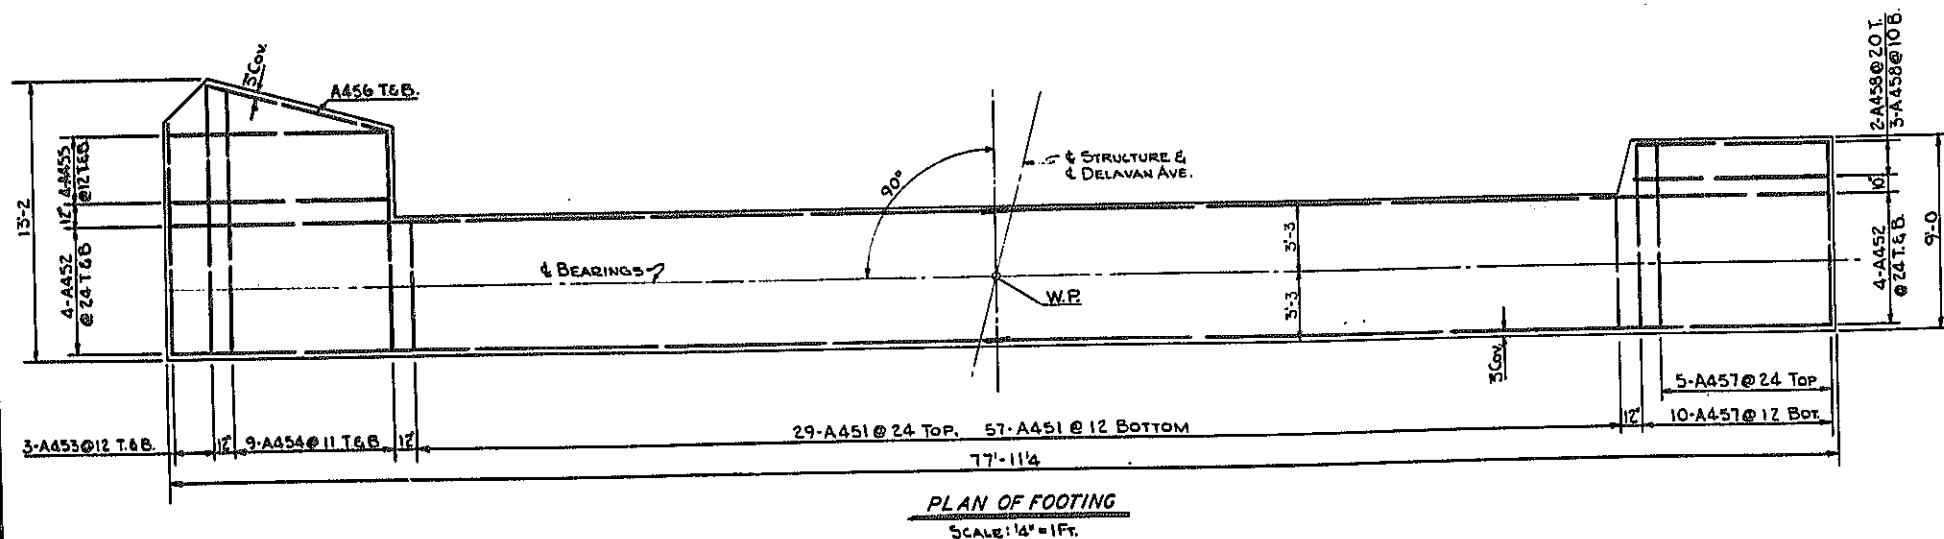 3 Cov.
A456 T.& B.
13'-2
4-A455
@12 T.&B.
12"
4-A452
@ 24 T.& B
90°
₵ STRUCTURE &
₵ DELAVAN AVE.
₵ BEARINGS
W.P.
3'-3
3'-3
3 Cov.
2-A458@20 T.
3-A458@10 B.
10"
4-A452
@ 24 T.& B.
9'-0
3-A453@12 T.& B.
12"
9-A454@11 T.& B
12"
29-A451 @ 24 TOP, 57-A451 @ 12 BOTTOM
12"
5-A457@24 TOP
10-A457@12 BOT.
77'-11¼
PLAN OF FOOTING
SCALE: ¼" = 1 FT.